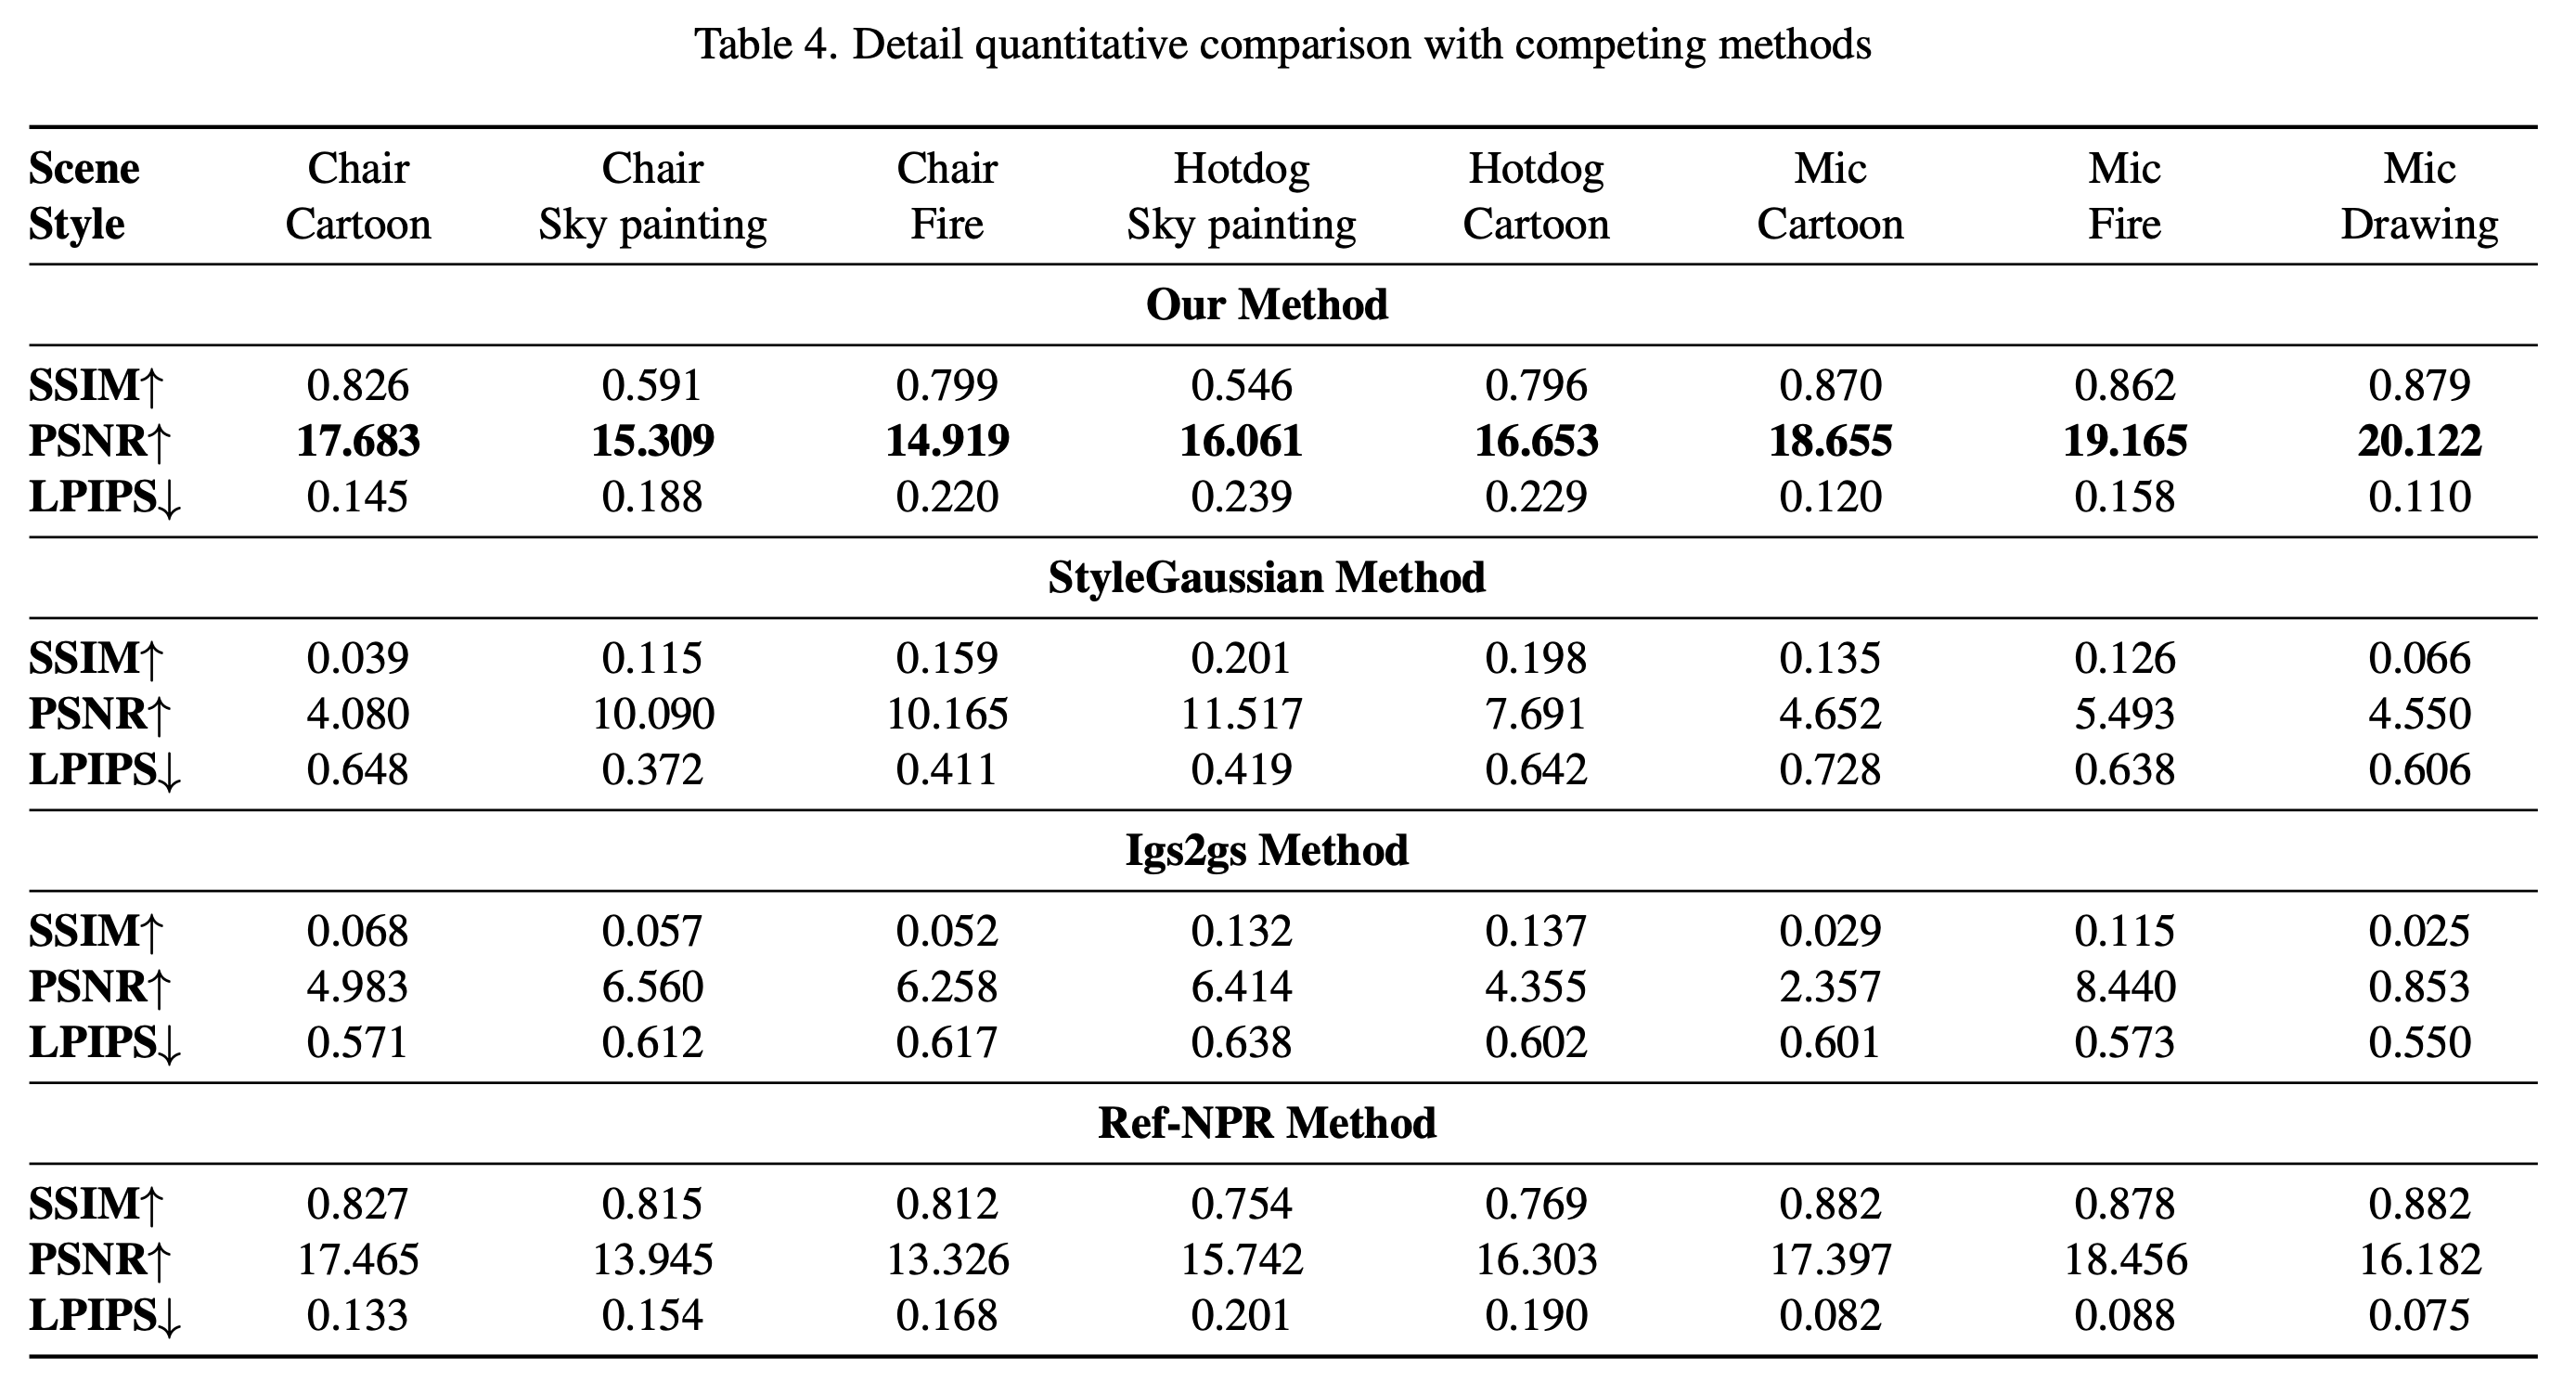 Table 4. Detail quantitative comparison with competing methods
Scene Chair Chair Chair Hotdog Hotdog Mic Mic Mic
Style Cartoon Sky painting Fire Sky painting Cartoon Cartoon Fire Drawing
Our Method
SSIM↑ 0.826 0.591 0.799 0.546 0.796 0.870 0.862 0.879
PSNR↑ 17.683 15.309 14.919 16.061 16.653 18.655 19.165 20.122
LPIPS↓ 0.145 0.188 0.220 0.239 0.229 0.120 0.158 0.110
StyleGaussian Method
SSIM↑ 0.039 0.115 0.159 0.201 0.198 0.135 0.126 0.066
PSNR↑ 4.080 10.090 10.165 11.517 7.691 4.652 5.493 4.550
LPIPS↓ 0.648 0.372 0.411 0.419 0.642 0.728 0.638 0.606
Igs2gs Method
SSIM↑ 0.068 0.057 0.052 0.132 0.137 0.029 0.115 0.025
PSNR↑ 4.983 6.560 6.258 6.414 4.355 2.357 8.440 0.853
LPIPS↓ 0.571 0.612 0.617 0.638 0.602 0.601 0.573 0.550
Ref-NPR Method
SSIM↑ 0.827 0.815 0.812 0.754 0.769 0.882 0.878 0.882
PSNR↑ 17.465 13.945 13.326 15.742 16.303 17.397 18.456 16.182
LPIPS↓ 0.133 0.154 0.168 0.201 0.190 0.082 0.088 0.075